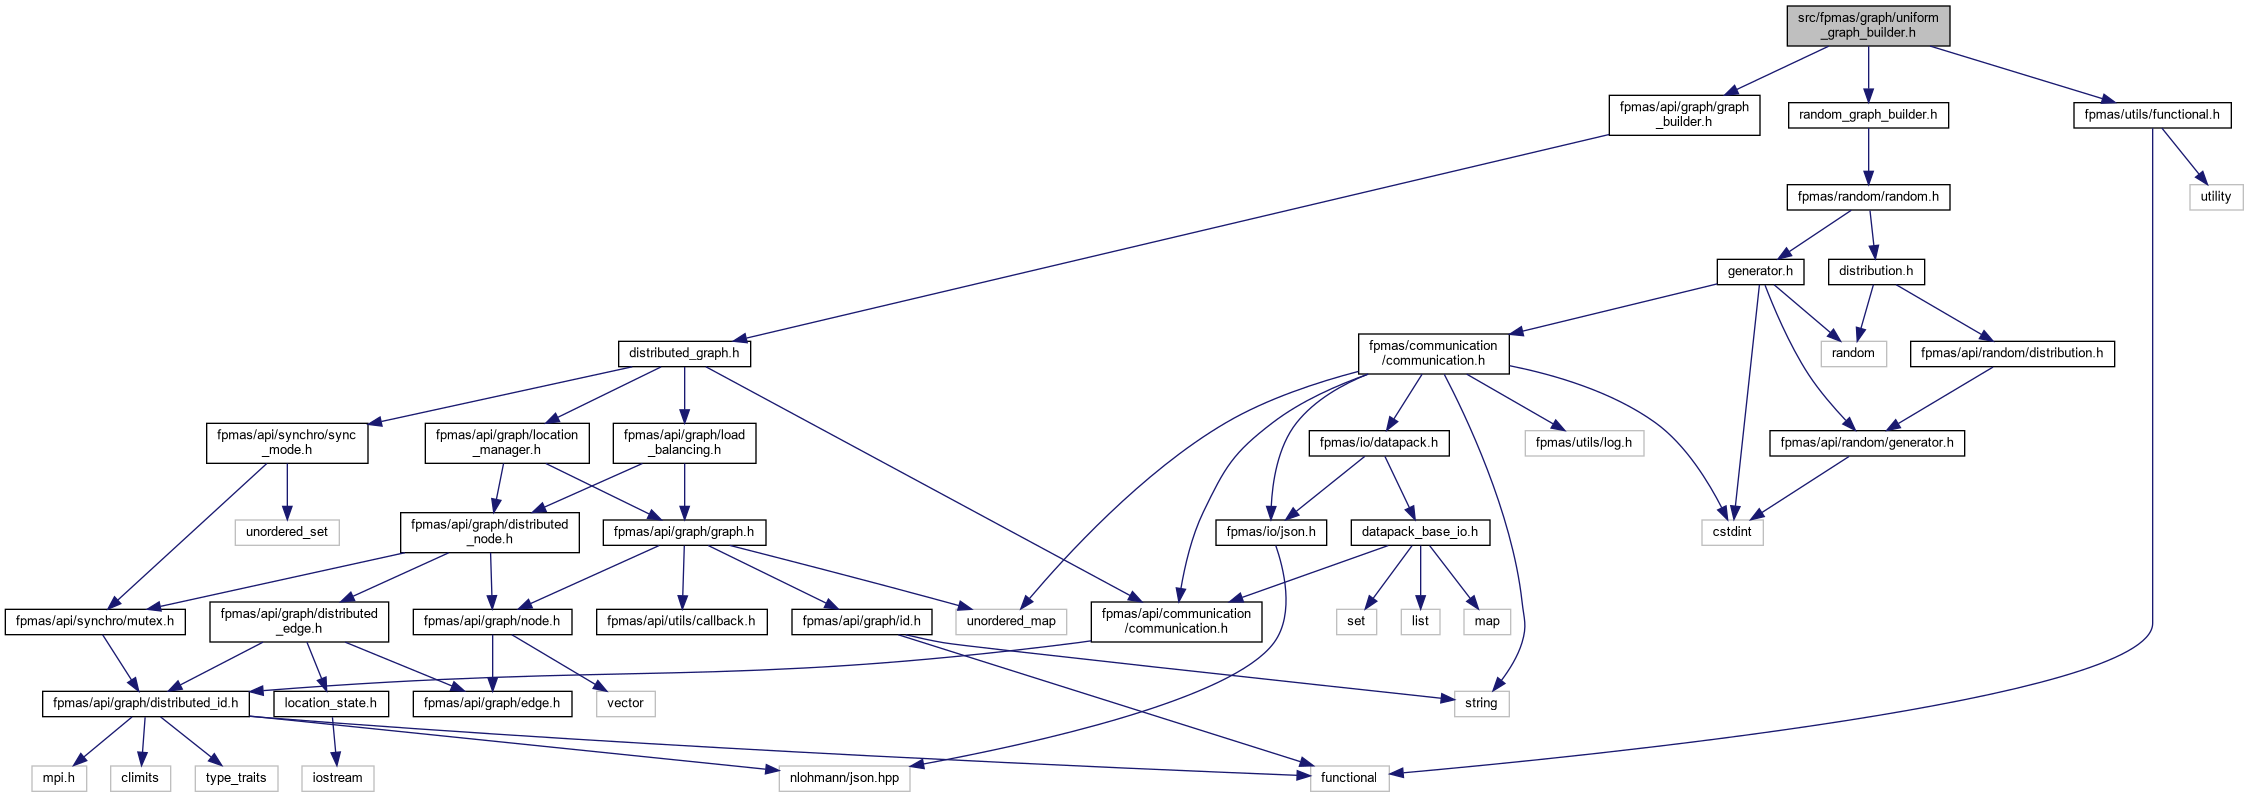 src/fpmas/graph/uniform
_graph_builder.h
fpmas/api/graph/graph
_builder.h
random_graph_builder.h
fpmas/utils/functional.h
fpmas/random/random.h
utility
generator.h
distribution.h
distributed_graph.h
fpmas/communication
/communication.h
random
fpmas/api/random/distribution.h
fpmas/api/synchro/sync
_mode.h
fpmas/api/graph/location
_manager.h
fpmas/api/graph/load
_balancing.h
fpmas/io/datapack.h
fpmas/utils/log.h
fpmas/api/random/generator.h
unordered_set
fpmas/api/graph/distributed
_node.h
fpmas/api/graph/graph.h
fpmas/io/json.h
datapack_base_io.h
cstdint
fpmas/api/synchro/mutex.h
fpmas/api/graph/distributed
_edge.h
fpmas/api/graph/node.h
fpmas/api/utils/callback.h
fpmas/api/graph/id.h
unordered_map
fpmas/api/communication
/communication.h
set
list
map
fpmas/api/graph/distributed_id.h
location_state.h
fpmas/api/graph/edge.h
vector
string
mpi.h
climits
type_traits
iostream
nlohmann/json.hpp
functional